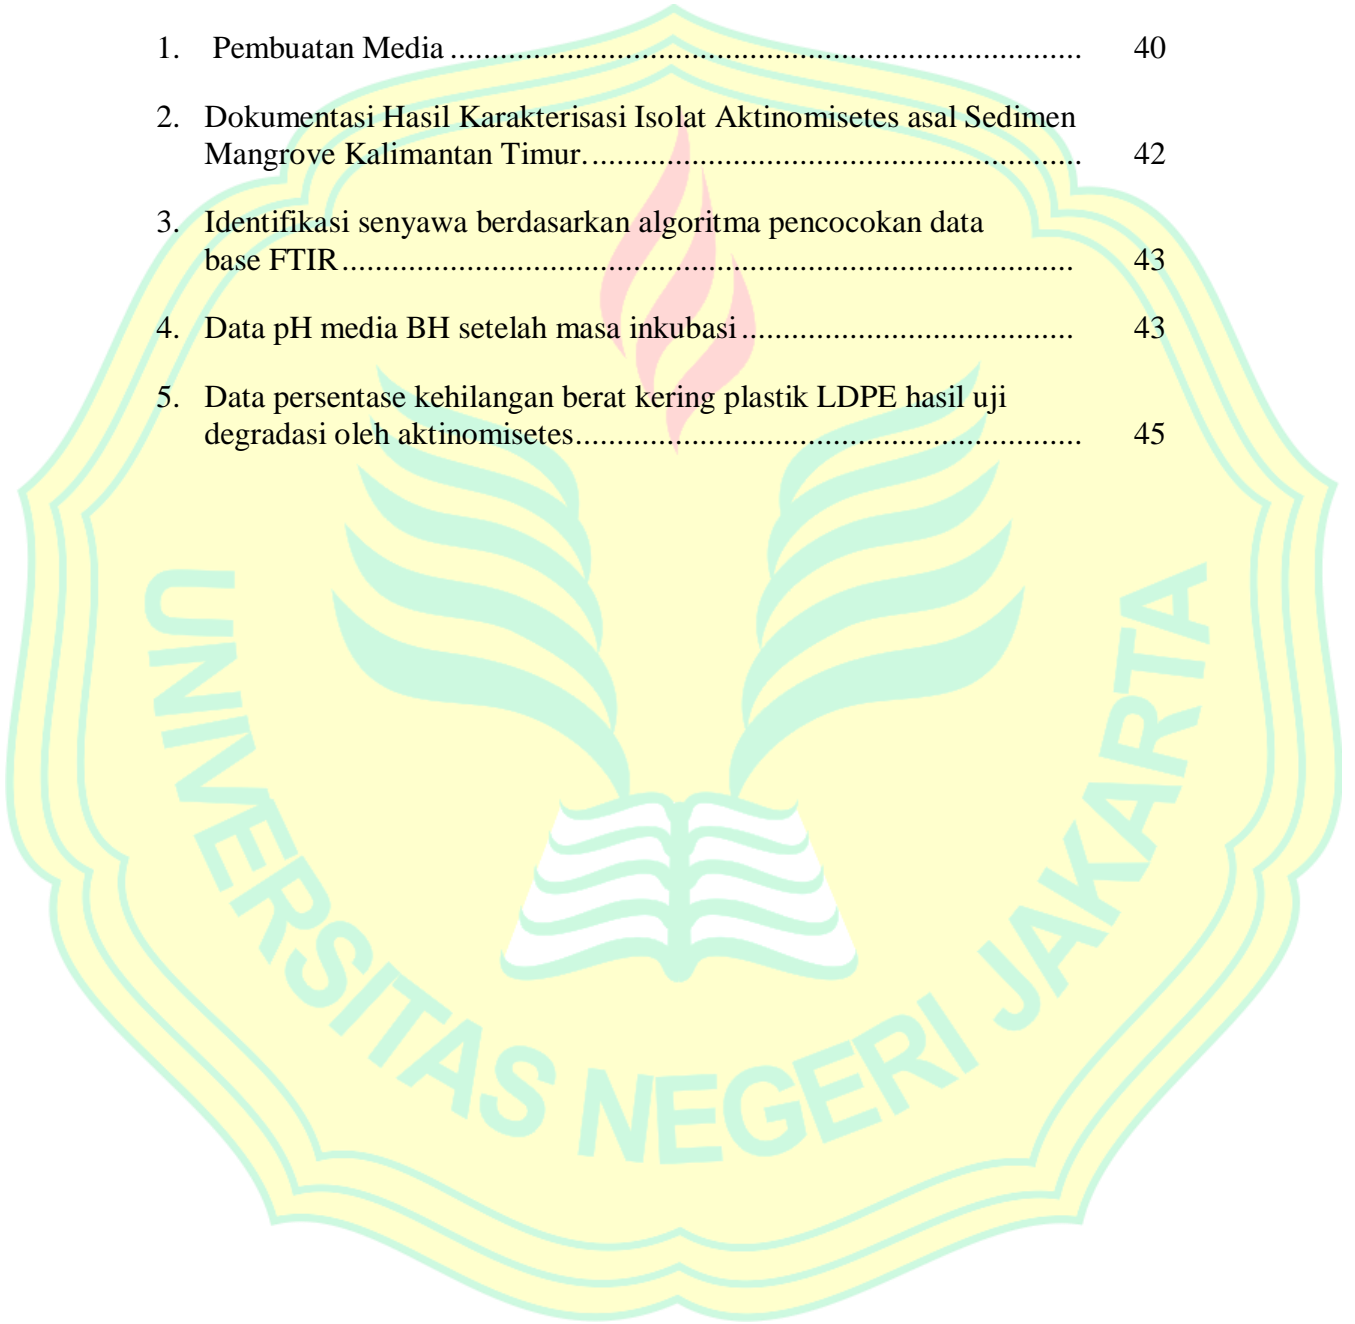 1. Pembuatan Media ........................................................................... 40
2. Dokumentasi Hasil Karakterisasi Isolat Aktinomisetes asal Sedimen
Mangrove Kalimantan Timur............................................................ 42
3. Identifikasi senyawa berdasarkan algoritma pencocokan data
base FTIR........................................................................................ 43
4. Data pH media BH setelah masa inkubasi........................................ 43
5. Data persentase kehilangan berat kering plastik LDPE hasil uji
degradasi oleh aktinomisetes............................................................. 45
UNIVERSITAS NEGERI JAKARTA